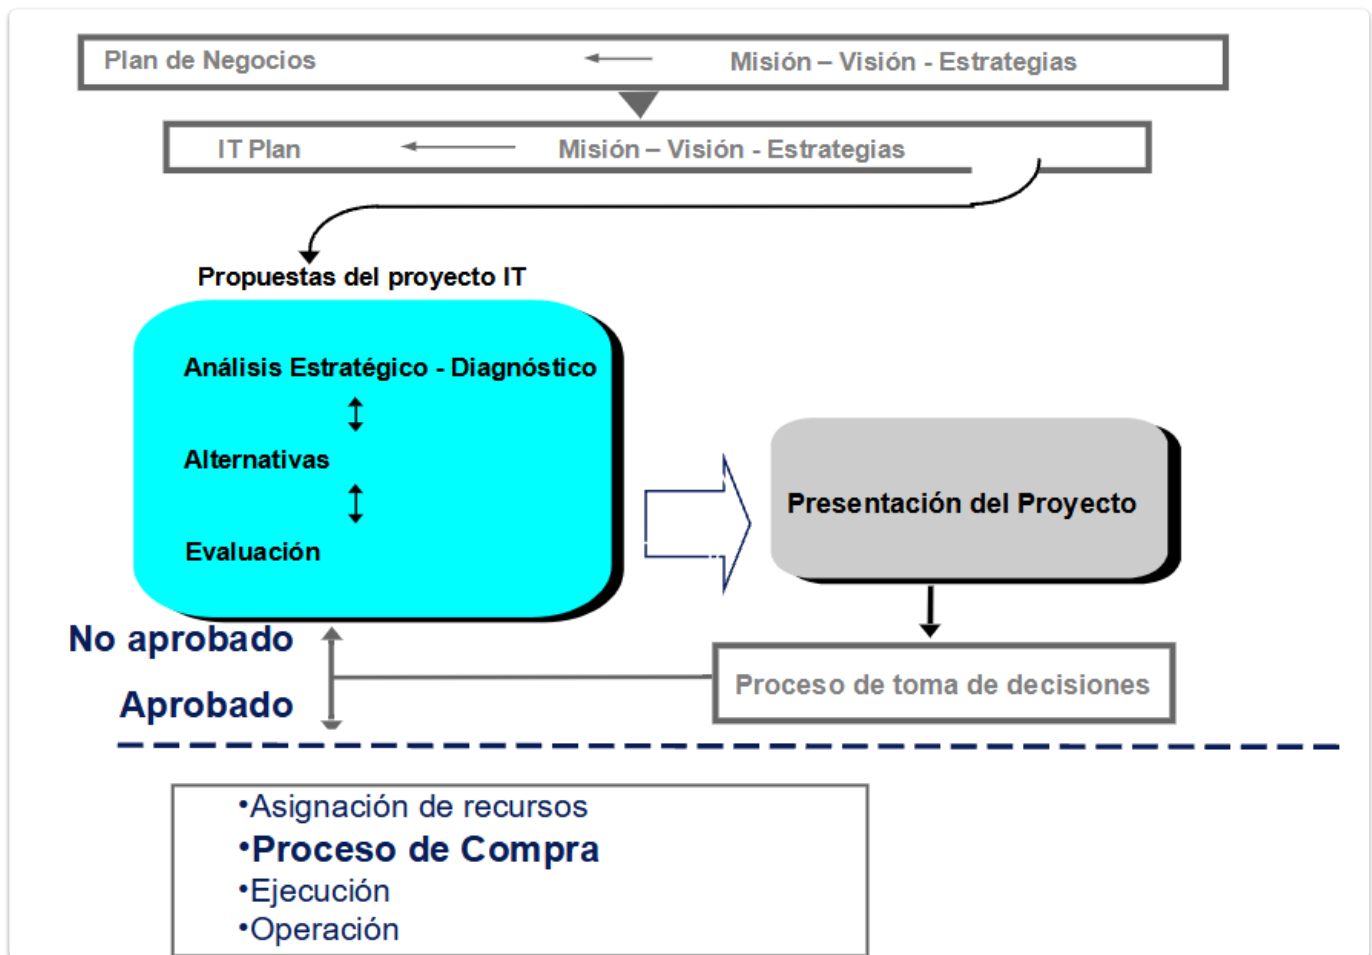 Plan de Negocios
Misión – Visión - Estrategias
IT Plan
Misión – Visión - Estrategias
Propuestas del proyecto IT
Análisis Estratégico - Diagnóstico
Alternativas
Evaluación
Presentación del Proyecto
No aprobado
Aprobado
Proceso de toma de decisiones
•Asignación de recursos
•Proceso de Compra
•Ejecución
•Operación